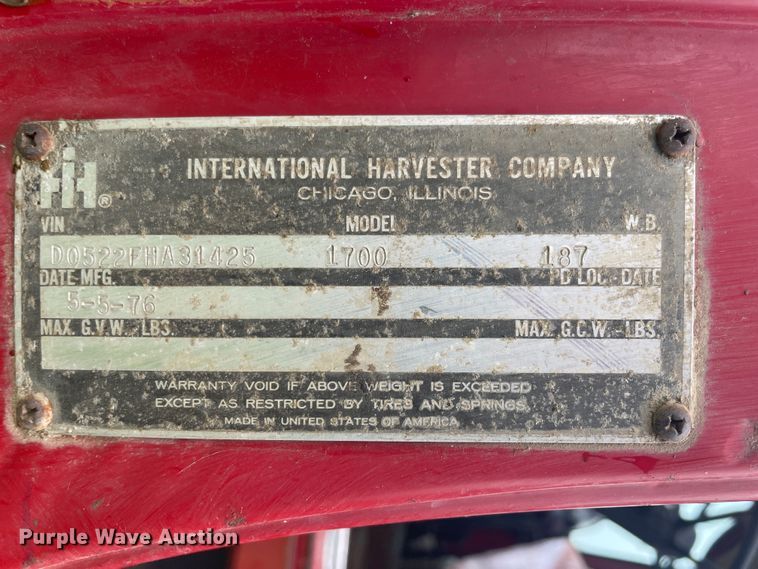 IH ®
INTERNATIONAL HARVESTER COMPANY
CHICAGO, ILLINOIS
VIN MODEL W.B.
D0522FHA31425 1700 187
DATE MFG. PD LOC.-DATE
5-5-76
MAX. G.V.W.-LBS. MAX. G.C.W.-LBS.
WARRANTY VOID IF ABOVE WEIGHT IS EXCEEDED
EXCEPT AS RESTRICTED BY TIRES AND SPRINGS.
MADE IN UNITED STATES OF AMERICA
Purple Wave Auction